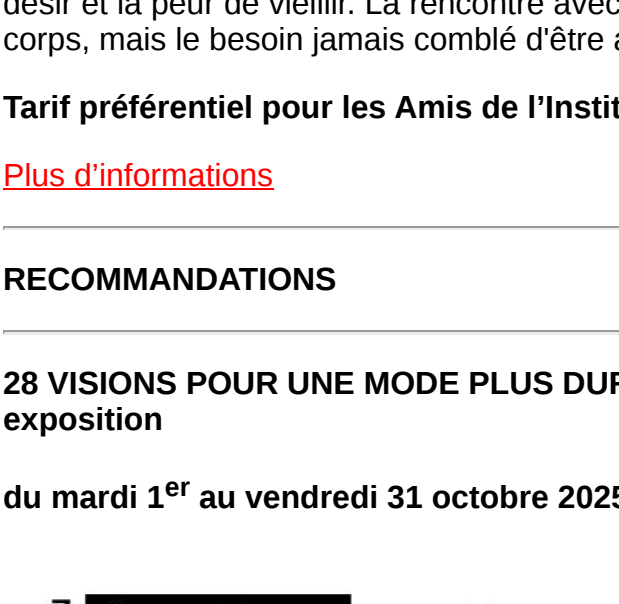 désir et la peur de vieillir. La rencontre avec
corps, mais le besoin jamais comblé d'être
Tarif préférentiel pour les Amis de l’Instit
Plus d’informations
RECOMMANDATIONS
28 VISIONS POUR UNE MODE PLUS DUR
exposition
du mardi 1er au vendredi 31 octobre 2025